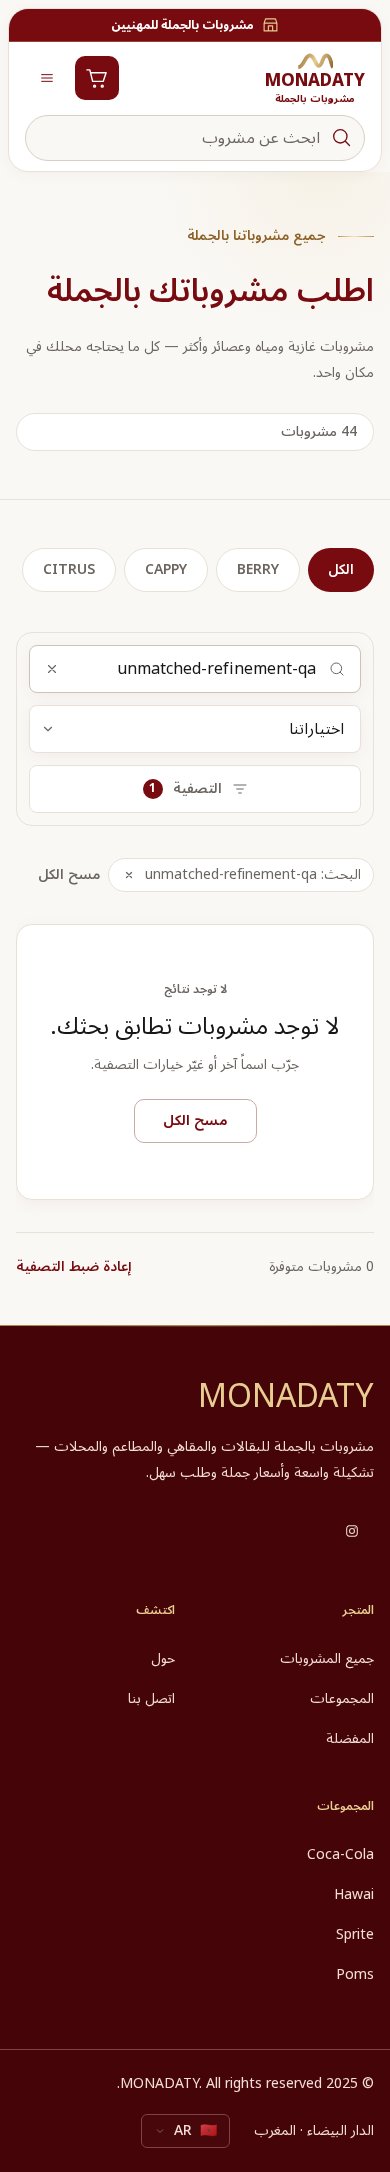 مشروبات بالجملة للمهنيين
MONADATY
مشروبات بالجملة
ابحث عن مشروب
جميع مشروباتنا بالجملة
اطلب مشروباتك بالجملة
مشروبات غازية ومياه وعصائر وأكثر — كل ما يحتاجه محلك في
مكان واحد.
44 مشروبات
الكل
BERRY
CAPPY
CITRUS
unmatched-refinement-qa
اختياراتنا
التصفية 1
البحث: unmatched-refinement-qa
مسح الكل
لا توجد نتائج
لا توجد مشروبات تطابق بحثك.
جرّب اسماً آخر أو غيّر خيارات التصفية.
مسح الكل
0 مشروبات متوفرة
إعادة ضبط التصفية
MONADATY
مشروبات بالجملة للبقالات والمقاهي والمطاعم والمحلات —
تشكيلة واسعة وأسعار جملة وطلب سهل.
المتجر
جميع المشروبات
المجموعات
المفضلة
اكتشف
حول
اتصل بنا
المجموعات
Coca-Cola
Hawai
Sprite
Poms
© 2025 MONADATY. All rights reserved.
الدار البيضاء · المغرب
AR